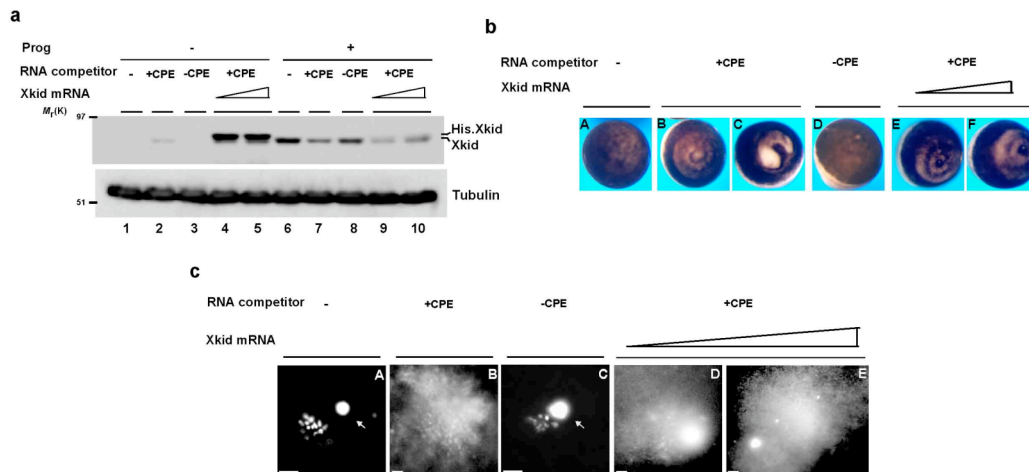 a
Prog - +
RNA competitor - +CPE -CPE +CPE - +CPE -CPE +CPE
Xkid mRNA
Mr(K)
97
His.Xkid
Xkid
Tubulin
51
1 2 3 4 5 6 7 8 9 10
b
RNA competitor - +CPE -CPE +CPE
Xkid mRNA
A B C D E F
c
RNA competitor - +CPE -CPE +CPE
Xkid mRNA
A B C D E